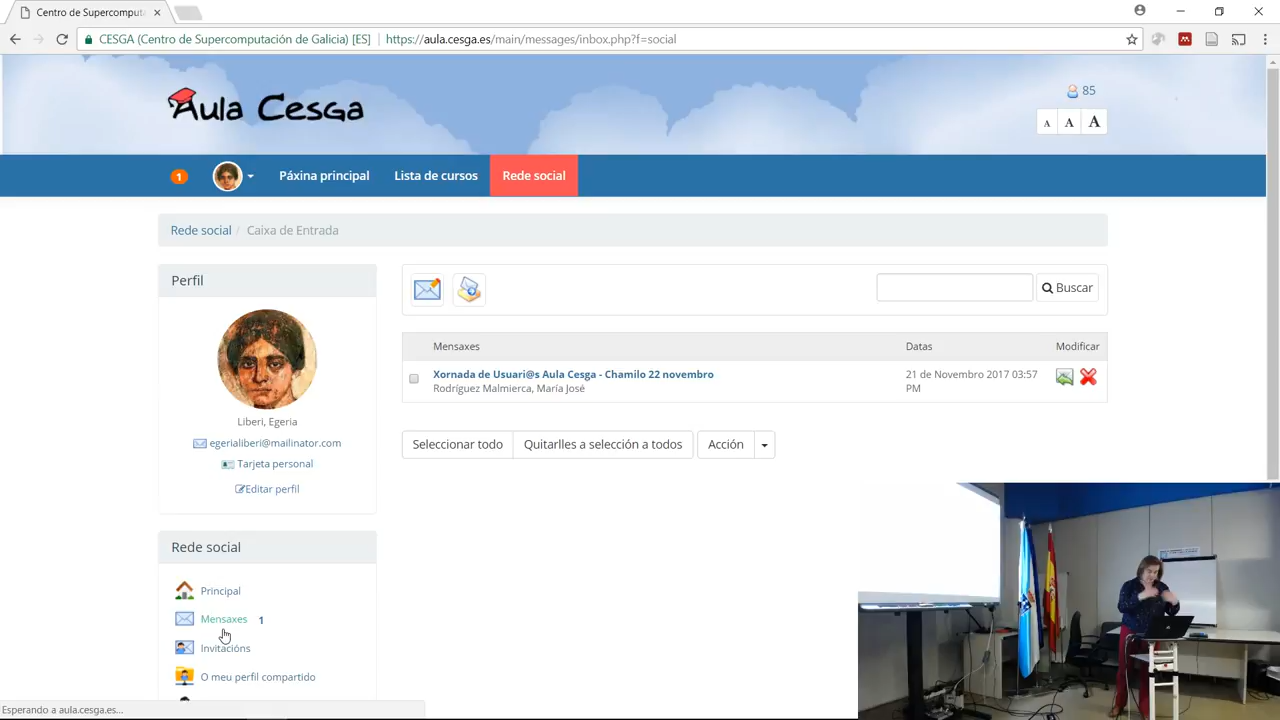 Centro de Supercomputa
CESGA (Centro de Supercomputación de Galicia) [ES]
https://aula.cesga.es/main/messages/inbox.php?f=social
Aula Cesga
85
A A A
1
Páxina principal
Lista de cursos
Rede social
Rede social / Caixa de Entrada
Perfil
Liberi, Egeria
egerialiberi@mailinator.com
Tarjeta personal
Editar perfil
Rede social
Principal
Mensaxes 1
Invitacións
O meu perfil compartido
Buscar
Mensaxes Datas Modificar
Xornada de Usuari@s Aula Cesga - Chamilo 22 novembro
Rodríguez Malmierca, María José
21 de Novembro 2017 03:57
PM
Seleccionar todo
Quitarlles a selección a todos
Acción
Esperando a aula.cesga.es...